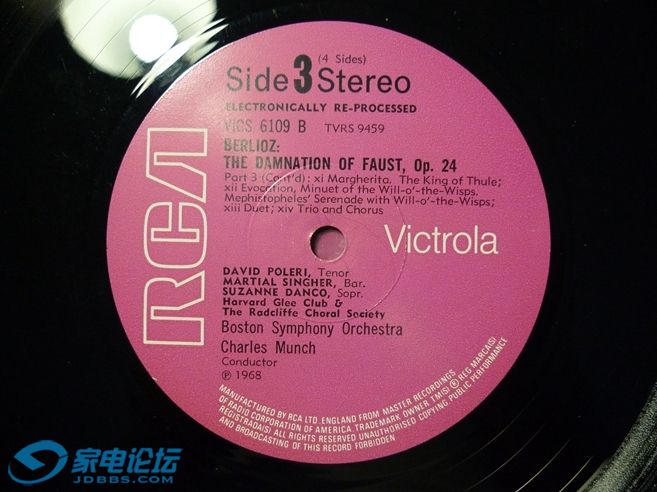 (4 Sides)
Side 3 Stereo
ELECTRONICALLY RE-PROCESSED
VICS 6109 B TVRS 9459
BERLIOZ:
THE DAMNATION OF FAUST, Op. 24
Part 3 (Cont'd): xi Margherita. The King of Thule;
xii Evocation, Minuet of the Will-o'-the-Wisps.
Mephistopheles' Serenade with Will-o'-the-Wisps;
xiii Duet; xiv Trio and Chorus
RCA
Victrola
DAVID POLERI, Tenor
MARTIAL SINGHER, Bar.
SUZANNE DANCO, Sopr.
Harvard Glee Club &
The Radcliffe Choral Society
Boston Symphony Orchestra
Charles Munch
Conductor
℗ 1968
MANUFACTURED BY RCA LTD., ENGLAND FROM MASTER RECORDINGS
OF RADIO CORPORATION OF AMERICA. TRADEMARK OWNER TM(S) ® REG MARCA(S)
REGISTRADA(S) ALL RIGHTS RESERVED UNAUTHORISED COPYING PUBLIC PERFORMANCE
AND BROADCASTING OF THIS RECORD FORBIDDEN
家电论坛
JDBBS.COM